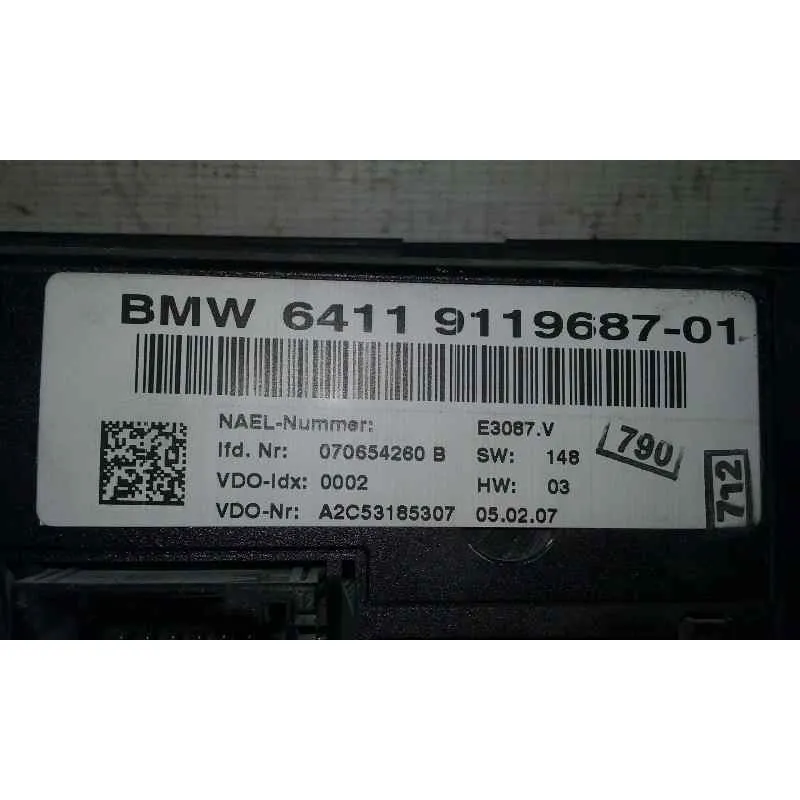 BMW 6411 9119687-01
NAEL-Nummer: E3087.V
lfd. Nr: 070654260 B SW: 148
VDO-Idx: 0002 HW: 03
VDO-Nr: A2C53185307 05.02.07
790
712